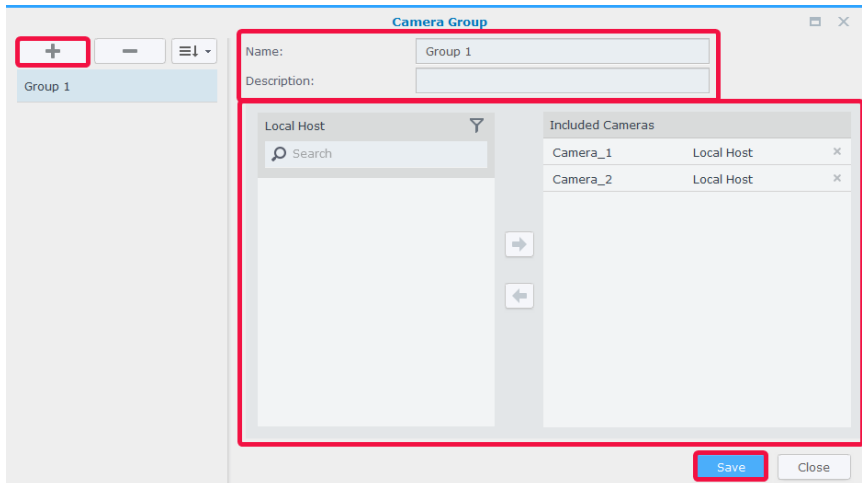 Camera Group
Name: Group 1
Group 1
Description:
Local Host
Included Cameras
Search
Camera_1 Local Host
Camera_2 Local Host
Save Close